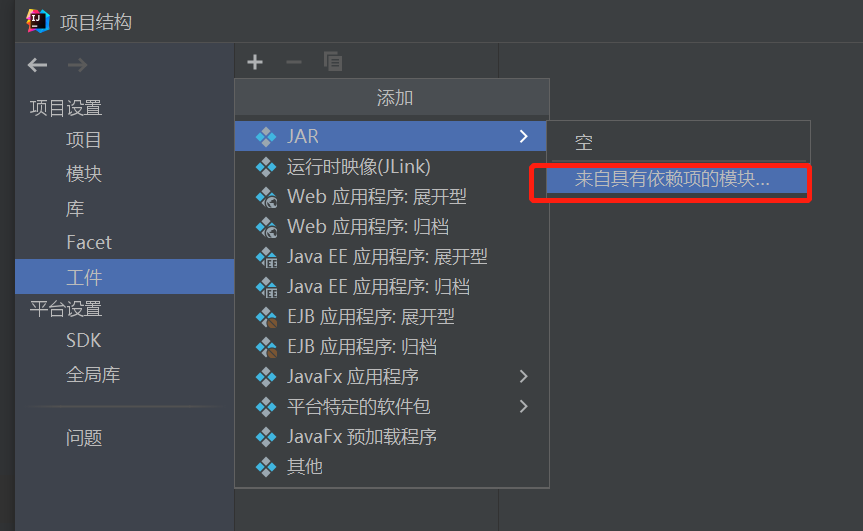 项目结构
项目设置
项目
模块
库
Facet
工件
平台设置
SDK
全局库
问题
添加
JAR
运行时映像(JLink)
Web 应用程序: 展开型
Web 应用程序: 归档
Java EE 应用程序: 展开型
Java EE 应用程序: 归档
EJB 应用程序: 展开型
EJB 应用程序: 归档
JavaFx 应用程序
平台特定的软件包
JavaFx 预加载程序
其他
空
来自具有依赖项的模块...